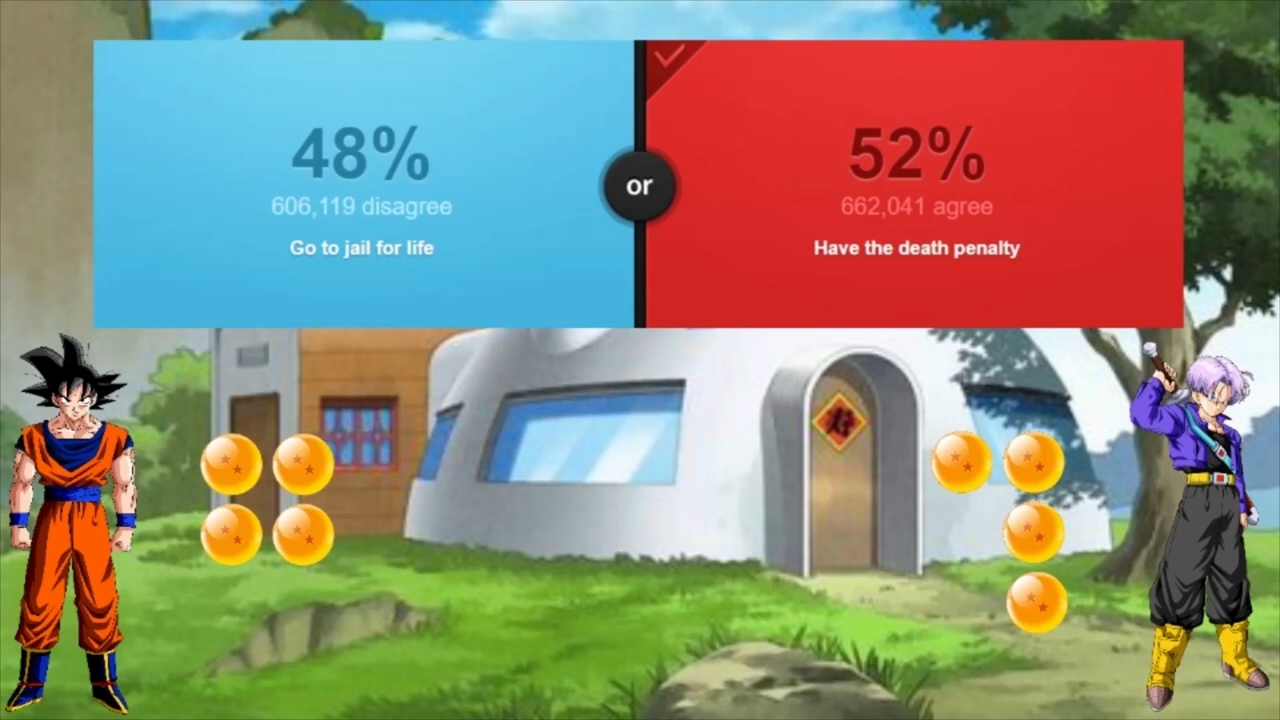 48%
606,119 disagree
Go to jail for life
or
52%
662,041 agree
Have the death penalty